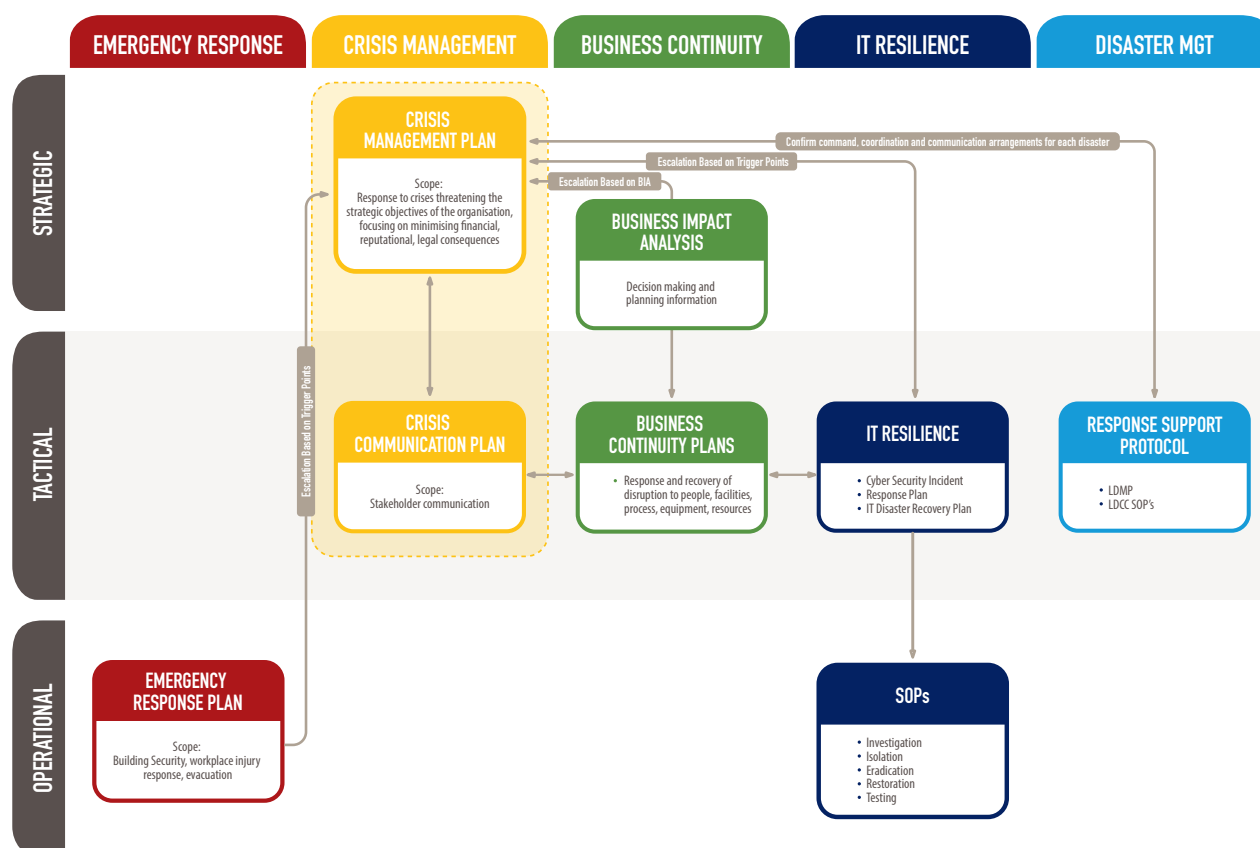 EMERGENCY RESPONSE
CRISIS MANAGEMENT
BUSINESS CONTINUITY
IT RESILIENCE
DISASTER MGT
STRATEGIC
CRISIS
MANAGEMENT PLAN
Scope:
Response to crises threatening the
strategic objectives of the organisation,
focusing on minimising financial,
reputational, legal consequences
Confirm command, coordination and communication arrangements for each disaster
Escalation Based on Trigger Points
Escalation Based on BIA
BUSINESS IMPACT
ANALYSIS
Decision making and
planning information
TACTICAL
Escalation Based on Trigger Points
CRISIS
COMMUNICATION PLAN
Scope:
Stakeholder communication
BUSINESS
CONTINUITY PLANS
• Response and recovery of
disruption to people, facilities,
process, equipment, resources
IT RESILIENCE
• Cyber Security Incident
• Response Plan
• IT Disaster Recovery Plan
RESPONSE SUPPORT
PROTOCOL
• LDMP
• LDCC SOP's
OPERATIONAL
EMERGENCY
RESPONSE PLAN
Scope:
Building Security, workplace injury
response, evacuation
SOPs
• Investigation
• Isolation
• Eradication
• Restoration
• Testing